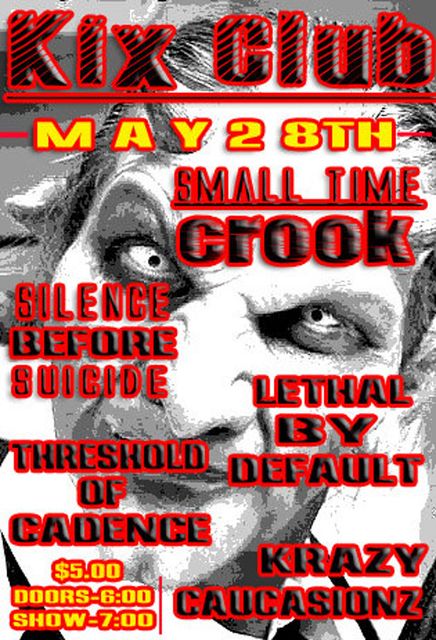 Kix Club
MAY 28TH
SMALL TIME
crook
SILENCE
BEFORE
SUICIDE
LETHAL
BY
DEFAULT
THRESHOLD
OF
CADENCE
KRAZY
CAUCASIONZ
$5.00
DOORS-6:00
SHOW-7:00